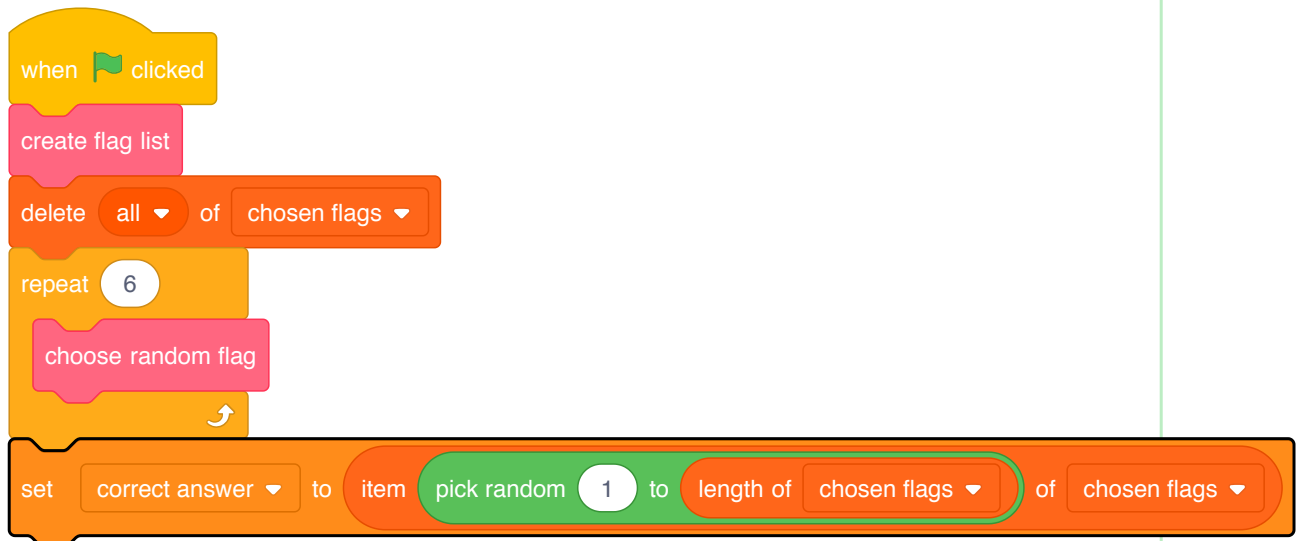 when clicked
create flag list
delete all of chosen flags
repeat 6
choose random flag
set correct answer to item pick random 1 to length of chosen flags of chosen flags